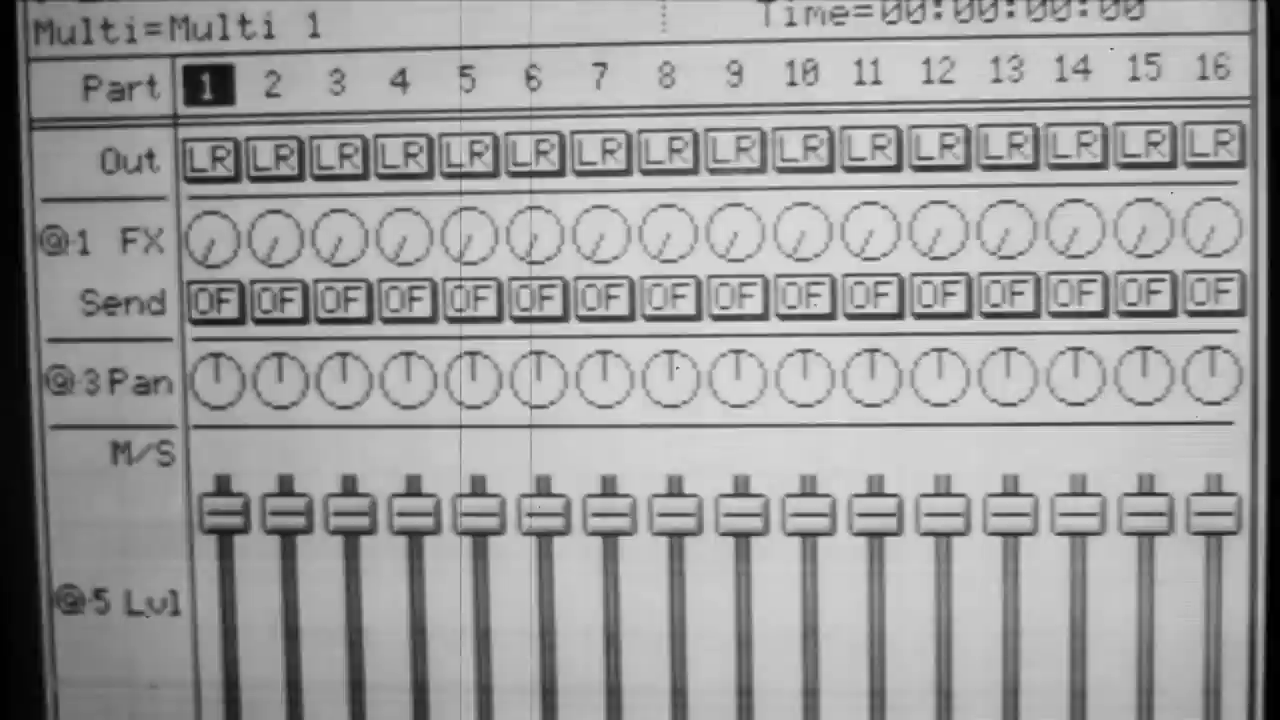 Multi=Multi 1
Time=00:00:00:00
Part 1 2 3 4 5 6 7 8 9 10 11 12 13 14 15 16
Out LR LR LR LR LR LR LR LR LR LR LR LR LR LR LR LR
@1 FX
Send OF OF OF OF OF OF OF OF OF OF OF OF OF OF OF OF
@3 Pan
M/S
@5 Lvl